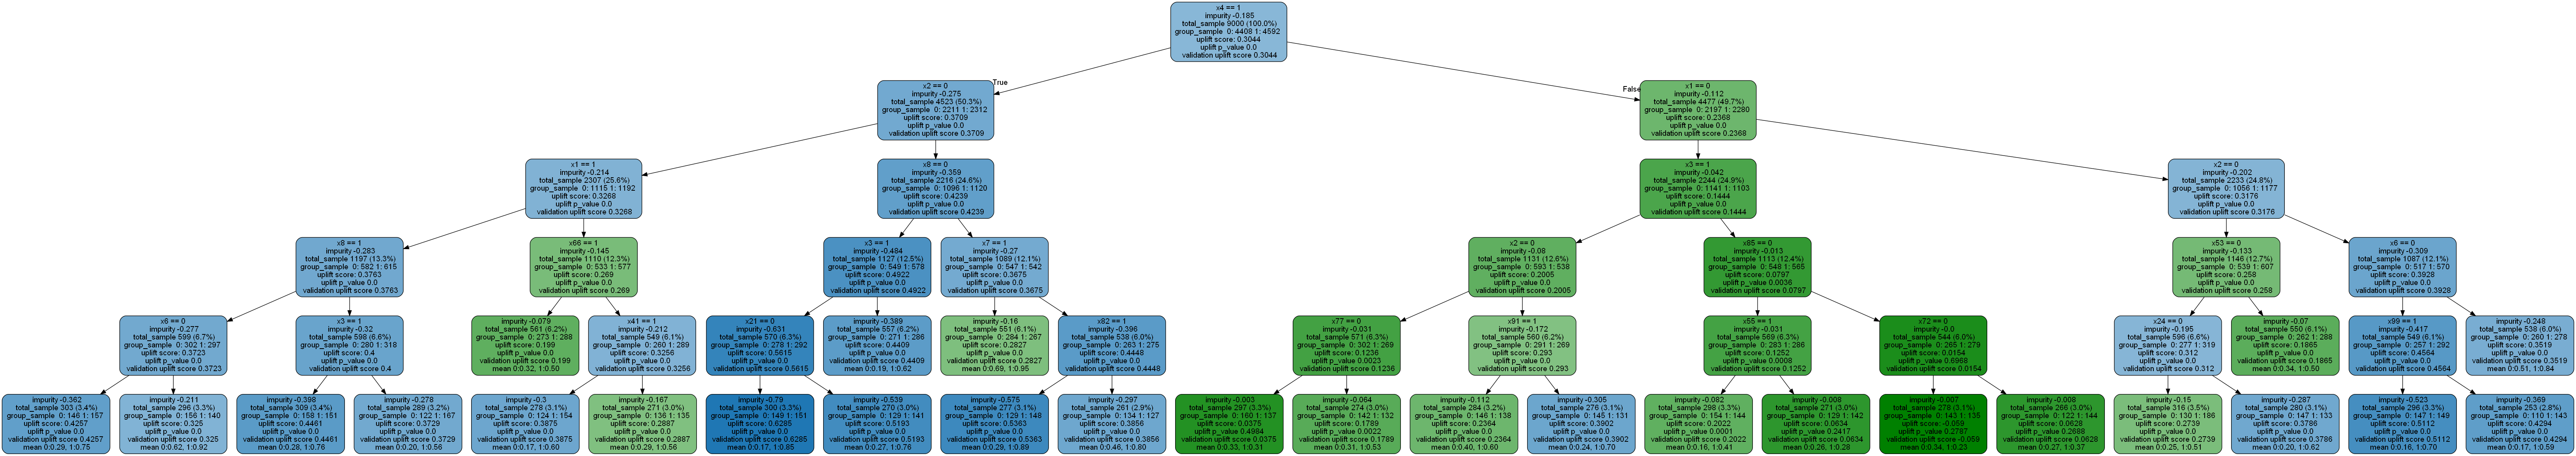 x4 == 1
impurity -0.185
total_sample 9000 (100.0%)
group_sample 0: 4408 1: 4592
uplift score: 0.3044
uplift p_value 0.0
validation uplift score 0.3044
True
False
x2 == 0
impurity -0.275
total_sample 4523 (50.3%)
group_sample 0: 2211 1: 2312
uplift score: 0.3709
uplift p_value 0.0
validation uplift score 0.3709
x1 == 0
impurity -0.112
total_sample 4477 (49.7%)
group_sample 0: 2197 1: 2280
uplift score: 0.2368
uplift p_value 0.0
validation uplift score 0.2368
x1 == 1
impurity -0.214
total_sample 2307 (25.6%)
group_sample 0: 1115 1: 1192
uplift score: 0.3268
uplift p_value 0.0
validation uplift score 0.3268
x8 == 0
impurity -0.359
total_sample 2216 (24.6%)
group_sample 0: 1096 1: 1120
uplift score: 0.4239
uplift p_value 0.0
validation uplift score 0.4239
x3 == 1
impurity -0.042
total_sample 2244 (24.9%)
group_sample 0: 1141 1: 1103
uplift score: 0.1444
uplift p_value 0.0
validation uplift score 0.1444
x2 == 0
impurity -0.202
total_sample 2233 (24.8%)
group_sample 0: 1056 1: 1177
uplift score: 0.3176
uplift p_value 0.0
validation uplift score 0.3176
x8 == 1
impurity -0.283
total_sample 1197 (13.3%)
group_sample 0: 582 1: 615
uplift score: 0.3763
uplift p_value 0.0
validation uplift score 0.3763
x66 == 1
impurity -0.145
total_sample 1110 (12.3%)
group_sample 0: 533 1: 577
uplift score: 0.269
uplift p_value 0.0
validation uplift score 0.269
x3 == 1
impurity -0.484
total_sample 1127 (12.5%)
group_sample 0: 549 1: 578
uplift score: 0.4922
uplift p_value 0.0
validation uplift score 0.4922
x7 == 1
impurity -0.27
total_sample 1089 (12.1%)
group_sample 0: 547 1: 542
uplift score: 0.3675
uplift p_value 0.0
validation uplift score 0.3675
x2 == 0
impurity -0.08
total_sample 1131 (12.6%)
group_sample 0: 593 1: 538
uplift score: 0.2005
uplift p_value 0.0
validation uplift score 0.2005
x85 == 0
impurity -0.013
total_sample 1113 (12.4%)
group_sample 0: 548 1: 565
uplift score: 0.0797
uplift p_value 0.0036
validation uplift score 0.0797
x53 == 0
impurity -0.133
total_sample 1146 (12.7%)
group_sample 0: 539 1: 607
uplift score: 0.258
uplift p_value 0.0
validation uplift score 0.258
x6 == 0
impurity -0.309
total_sample 1087 (12.1%)
group_sample 0: 517 1: 570
uplift score: 0.3928
uplift p_value 0.0
validation uplift score 0.3928
x6 == 0
impurity -0.277
total_sample 599 (6.7%)
group_sample 0: 302 1: 297
uplift score: 0.3723
uplift p_value 0.0
validation uplift score 0.3723
x3 == 1
impurity -0.32
total_sample 598 (6.6%)
group_sample 0: 280 1: 318
uplift score: 0.4
uplift p_value 0.0
validation uplift score 0.4
impurity -0.079
total_sample 561 (6.2%)
group_sample 0: 273 1: 288
uplift score: 0.199
uplift p_value 0.0
validation uplift score 0.199
mean 0:0.32, 1:0.50
x41 == 1
impurity -0.212
total_sample 549 (6.1%)
group_sample 0: 260 1: 289
uplift score: 0.3256
uplift p_value 0.0
validation uplift score 0.3256
x21 == 0
impurity -0.631
total_sample 570 (6.3%)
group_sample 0: 278 1: 292
uplift score: 0.5615
uplift p_value 0.0
validation uplift score 0.5615
impurity -0.389
total_sample 557 (6.2%)
group_sample 0: 271 1: 286
uplift score: 0.4409
uplift p_value 0.0
validation uplift score 0.4409
mean 0:0.19, 1:0.62
impurity -0.16
total_sample 551 (6.1%)
group_sample 0: 284 1: 267
uplift score: 0.2827
uplift p_value 0.0
validation uplift score 0.2827
mean 0:0.69, 1:0.95
x82 == 1
impurity -0.396
total_sample 538 (6.0%)
group_sample 0: 263 1: 275
uplift score: 0.4448
uplift p_value 0.0
validation uplift score 0.4448
x77 == 0
impurity -0.031
total_sample 571 (6.3%)
group_sample 0: 302 1: 269
uplift score: 0.1236
uplift p_value 0.0023
validation uplift score 0.1236
x91 == 1
impurity -0.172
total_sample 560 (6.2%)
group_sample 0: 291 1: 269
uplift score: 0.293
uplift p_value 0.0
validation uplift score 0.293
x55 == 1
impurity -0.031
total_sample 569 (6.3%)
group_sample 0: 283 1: 286
uplift score: 0.1252
uplift p_value 0.0008
validation uplift score 0.1252
x72 == 0
impurity -0.0
total_sample 544 (6.0%)
group_sample 0: 265 1: 279
uplift score: 0.0154
uplift p_value 0.6968
validation uplift score 0.0154
x24 == 0
impurity -0.195
total_sample 596 (6.6%)
group_sample 0: 277 1: 319
uplift score: 0.312
uplift p_value 0.0
validation uplift score 0.312
impurity -0.07
total_sample 550 (6.1%)
group_sample 0: 262 1: 288
uplift score: 0.1865
uplift p_value 0.0
validation uplift score 0.1865
mean 0:0.34, 1:0.50
x99 == 1
impurity -0.417
total_sample 549 (6.1%)
group_sample 0: 257 1: 292
uplift score: 0.4564
uplift p_value 0.0
validation uplift score 0.4564
impurity -0.248
total_sample 538 (6.0%)
group_sample 0: 260 1: 278
uplift score: 0.3519
uplift p_value 0.0
validation uplift score 0.3519
mean 0:0.51, 1:0.84
impurity -0.362
total_sample 303 (3.4%)
group_sample 0: 146 1: 157
uplift score: 0.4257
uplift p_value 0.0
validation uplift score 0.4257
mean 0:0.29, 1:0.75
impurity -0.211
total_sample 296 (3.3%)
group_sample 0: 156 1: 140
uplift score: 0.325
uplift p_value 0.0
validation uplift score 0.325
mean 0:0.62, 1:0.92
impurity -0.398
total_sample 309 (3.4%)
group_sample 0: 158 1: 151
uplift score: 0.4461
uplift p_value 0.0
validation uplift score 0.4461
mean 0:0.28, 1:0.76
impurity -0.278
total_sample 289 (3.2%)
group_sample 0: 122 1: 167
uplift score: 0.3729
uplift p_value 0.0
validation uplift score 0.3729
mean 0:0.20, 1:0.56
impurity -0.3
total_sample 278 (3.1%)
group_sample 0: 124 1: 154
uplift score: 0.3875
uplift p_value 0.0
validation uplift score 0.3875
mean 0:0.17, 1:0.60
impurity -0.167
total_sample 271 (3.0%)
group_sample 0: 136 1: 135
uplift score: 0.2887
uplift p_value 0.0
validation uplift score 0.2887
mean 0:0.29, 1:0.56
impurity -0.79
total_sample 300 (3.3%)
group_sample 0: 149 1: 151
uplift score: 0.6285
uplift p_value 0.0
validation uplift score 0.6285
mean 0:0.17, 1:0.85
impurity -0.539
total_sample 270 (3.0%)
group_sample 0: 129 1: 141
uplift score: 0.5193
uplift p_value 0.0
validation uplift score 0.5193
mean 0:0.27, 1:0.76
impurity -0.575
total_sample 277 (3.1%)
group_sample 0: 129 1: 148
uplift score: 0.5363
uplift p_value 0.0
validation uplift score 0.5363
mean 0:0.29, 1:0.89
impurity -0.297
total_sample 261 (2.9%)
group_sample 0: 134 1: 127
uplift score: 0.3856
uplift p_value 0.0
validation uplift score 0.3856
mean 0:0.46, 1:0.80
impurity -0.003
total_sample 297 (3.3%)
group_sample 0: 160 1: 137
uplift score: 0.0375
uplift p_value 0.4984
validation uplift score 0.0375
mean 0:0.33, 1:0.31
impurity -0.064
total_sample 274 (3.0%)
group_sample 0: 142 1: 132
uplift score: 0.1789
uplift p_value 0.0022
validation uplift score 0.1789
mean 0:0.31, 1:0.53
impurity -0.112
total_sample 284 (3.2%)
group_sample 0: 146 1: 138
uplift score: 0.2364
uplift p_value 0.0
validation uplift score 0.2364
mean 0:0.40, 1:0.60
impurity -0.305
total_sample 276 (3.1%)
group_sample 0: 145 1: 131
uplift score: 0.3902
uplift p_value 0.0
validation uplift score 0.3902
mean 0:0.24, 1:0.70
impurity -0.082
total_sample 298 (3.3%)
group_sample 0: 154 1: 144
uplift score: 0.2022
uplift p_value 0.0001
validation uplift score 0.2022
mean 0:0.16, 1:0.41
impurity -0.008
total_sample 271 (3.0%)
group_sample 0: 129 1: 142
uplift score: 0.0634
uplift p_value 0.2417
validation uplift score 0.0634
mean 0:0.26, 1:0.28
impurity -0.007
total_sample 278 (3.1%)
group_sample 0: 143 1: 135
uplift score: -0.059
uplift p_value 0.2787
validation uplift score -0.059
mean 0:0.34, 1:0.23
impurity -0.008
total_sample 266 (3.0%)
group_sample 0: 122 1: 144
uplift score: 0.0628
uplift p_value 0.2688
validation uplift score 0.0628
mean 0:0.27, 1:0.37
impurity -0.15
total_sample 316 (3.5%)
group_sample 0: 130 1: 186
uplift score: 0.2739
uplift p_value 0.0
validation uplift score 0.2739
mean 0:0.25, 1:0.51
impurity -0.287
total_sample 280 (3.1%)
group_sample 0: 147 1: 133
uplift score: 0.3786
uplift p_value 0.0
validation uplift score 0.3786
mean 0:0.20, 1:0.62
impurity -0.523
total_sample 296 (3.3%)
group_sample 0: 147 1: 149
uplift score: 0.5112
uplift p_value 0.0
validation uplift score 0.5112
mean 0:0.16, 1:0.70
impurity -0.369
total_sample 253 (2.8%)
group_sample 0: 110 1: 143
uplift score: 0.4294
uplift p_value 0.0
validation uplift score 0.4294
mean 0:0.17, 1:0.59